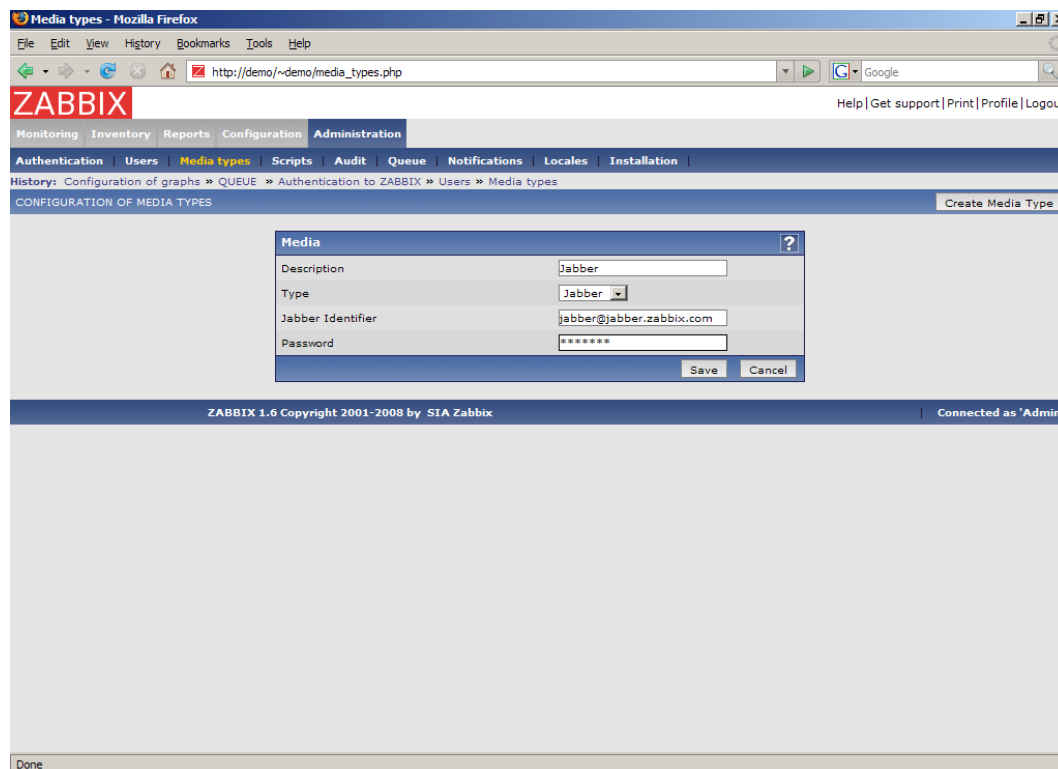 Media types - Mozilla Firefox
File Edit View History Bookmarks Tools Help
http://demo/~demo/media_types.php G Google
ZABBIX
Help | Get support | Print | Profile | Logou
Monitoring Inventory Reports Configuration Administration
Authentication | Users | Media types | Scripts | Audit | Queue | Notifications | Locales | Installation |
History: Configuration of graphs » QUEUE » Authentication to ZABBIX » Users » Media types
CONFIGURATION OF MEDIA TYPES Create Media Type
Media ?
Description Jabber
Type Jabber
Jabber Identifier jabber@jabber.zabbix.com
Password *******
Save Cancel
ZABBIX 1.6 Copyright 2001-2008 by SIA Zabbix | Connected as 'Admin
Done